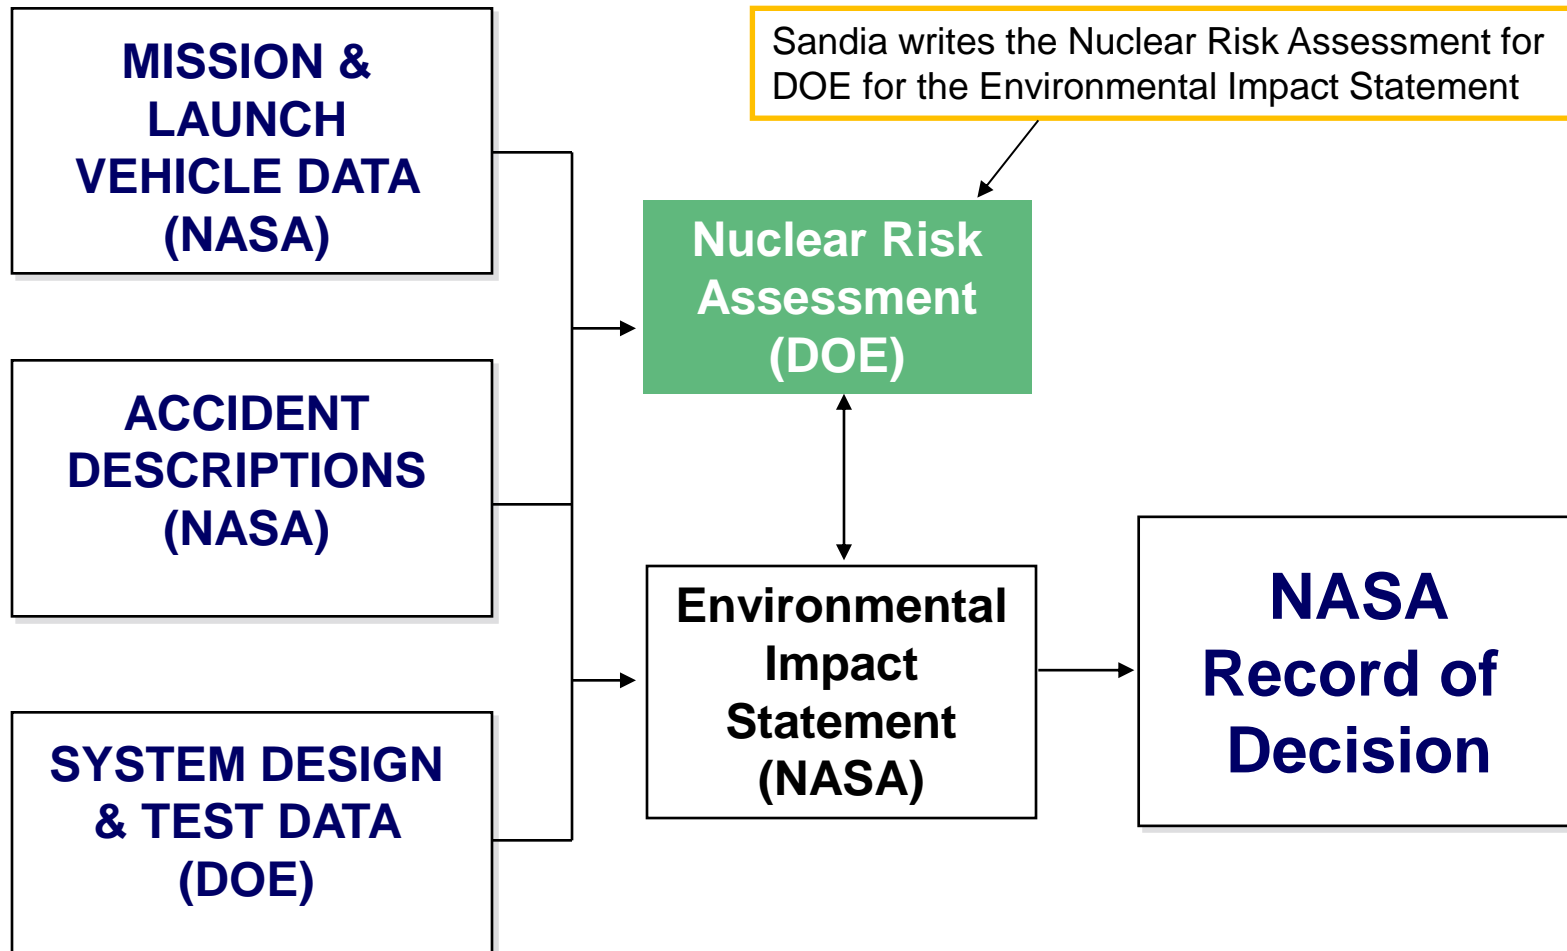 MISSION &
LAUNCH
VEHICLE DATA
(NASA)
Sandia writes the Nuclear Risk Assessment for
DOE for the Environmental Impact Statement
Nuclear Risk
Assessment
(DOE)
ACCIDENT
DESCRIPTIONS
(NASA)
Environmental
Impact
Statement
(NASA)
NASA
Record of
Decision
SYSTEM DESIGN
& TEST DATA
(DOE)